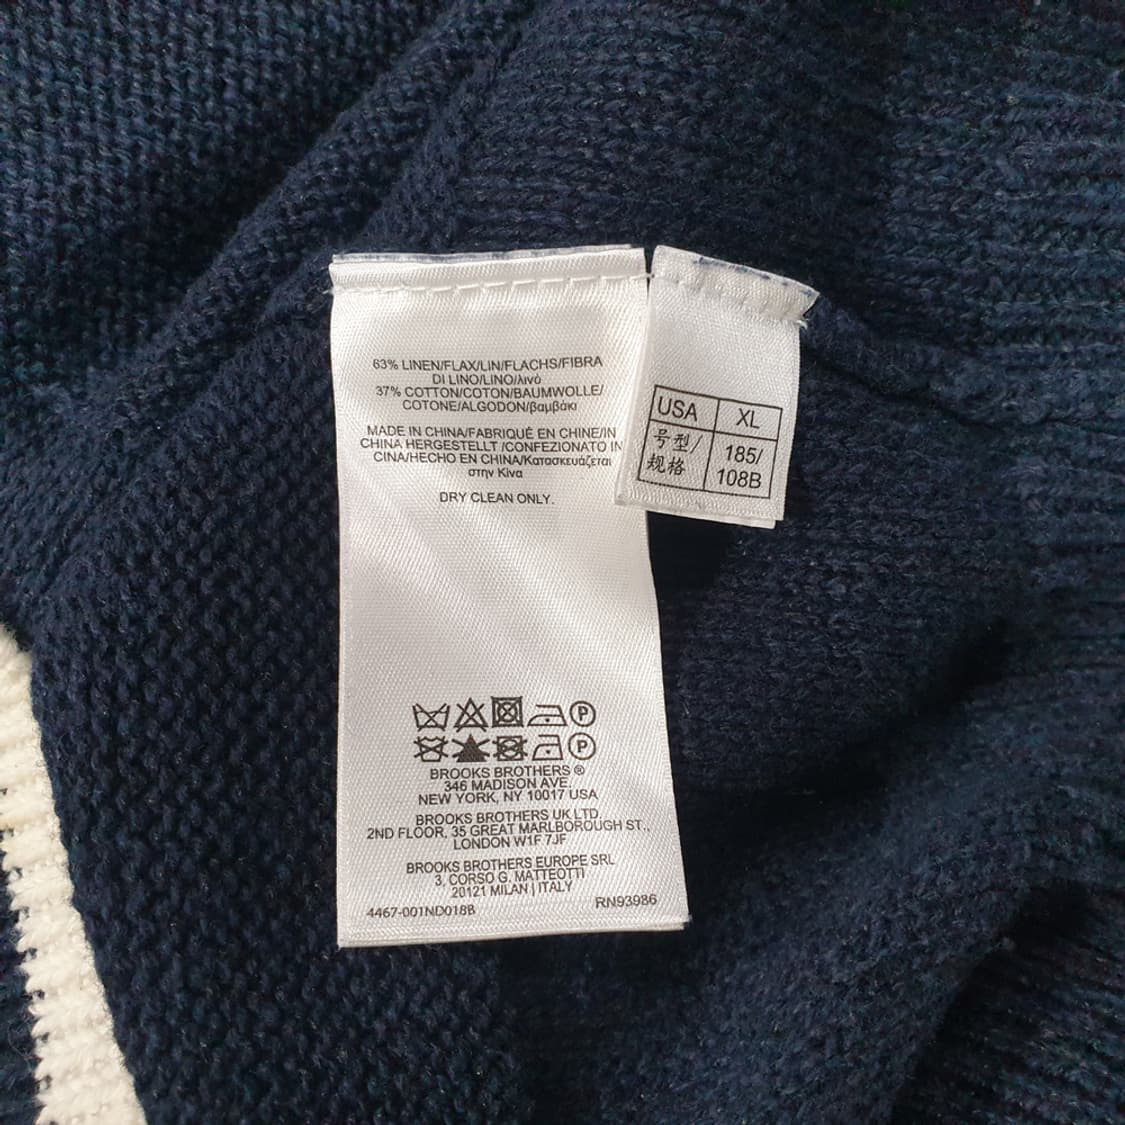 63% LINEN/FLAX/LIN/FLACHS/FIBRA
DI LINO/LINO/λινό
37% COTTON/COTON/BAUMWOLLE/
COTONE/ALGODON/βαμβάκι
MADE IN CHINA/FABRIQUÉ EN CHINE/IN
CHINA HERGESTELLT /CONFEZIONATO IN
CINA/HECHO EN CHINA/Κατασκευάζεται
στην Κίνα
DRY CLEAN ONLY.
P
P
BROOKS BROTHERS ®
346 MADISON AVE.
NEW YORK, NY 10017 USA
BROOKS BROTHERS UK LTD.
2ND FLOOR, 35 GREAT MARLBOROUGH ST.,
LONDON W1F 7JF
BROOKS BROTHERS EUROPE SRL
3, CORSO G. MATTEOTTI
20121 MILAN | ITALY
4467-001ND018B RN93986
USA XL
号型/ 185/
规格 108B